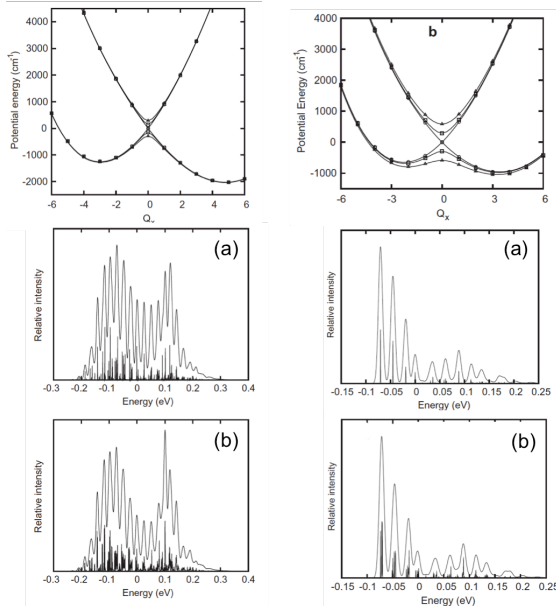 Potential energy (cm⁻¹)
4000
3000
2000
1000
0
-1000
-2000
-6 -4 -2 0 2 4 6
b
Potential Energy (cm⁻¹)
4000
3000
2000
1000
0
-1000
-6 -3 0 3 6
Qₓ
(a)
Relative intensity
-0.3 -0.2 -0.1 0 0.1 0.2 0.3 0.4
Energy (eV)
(a)
Relative intensity
-0.15 -0.1 -0.05 0 0.05 0.1 0.15 0.2 0.25
Energy (eV)
(b)
Relative intensity
-0.3 -0.2 -0.1 0 0.1 0.2 0.3 0.4
Energy (eV)
(b)
Relative intensity
-0.15 -0.1 -0.05 0 0.05 0.1 0.15 0.2 0.25
Energy (eV)